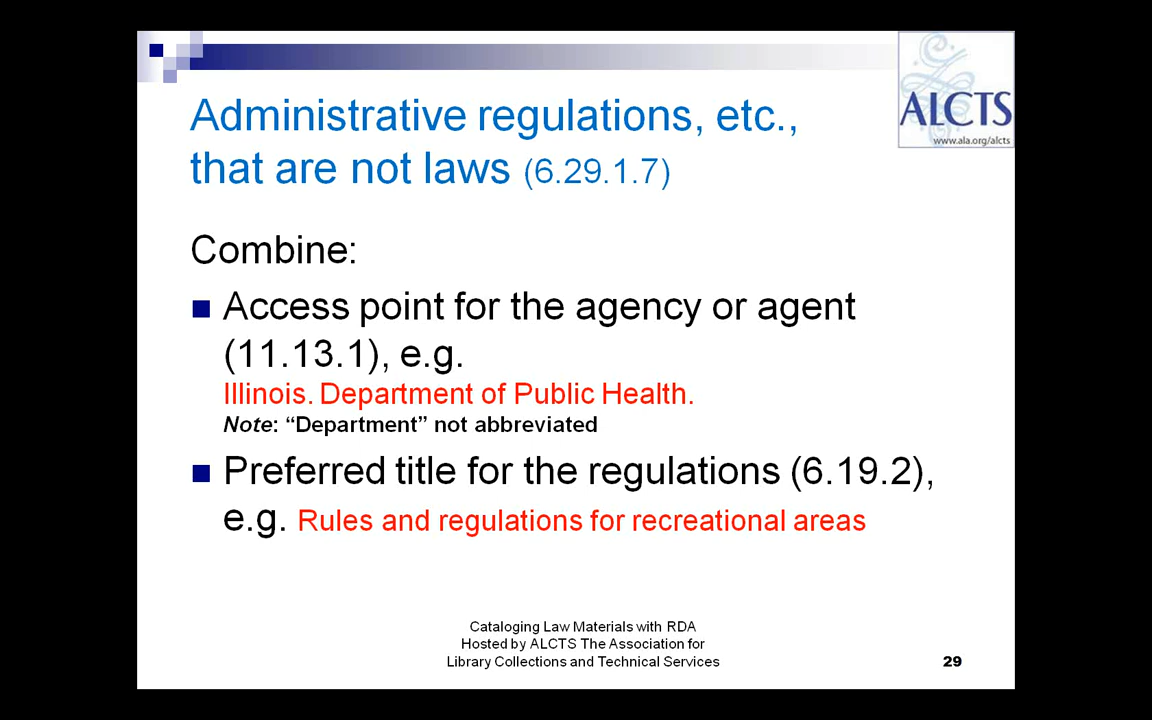 ALCTS
www.ala.org/alcts
Administrative regulations, etc.,
that are not laws (6.29.1.7)
Combine:
Access point for the agency or agent
(11.13.1), e.g.
Illinois. Department of Public Health.
Note: “Department” not abbreviated
Preferred title for the regulations (6.19.2),
e.g. Rules and regulations for recreational areas
Cataloging Law Materials with RDA
Hosted by ALCTS The Association for
Library Collections and Technical Services
29